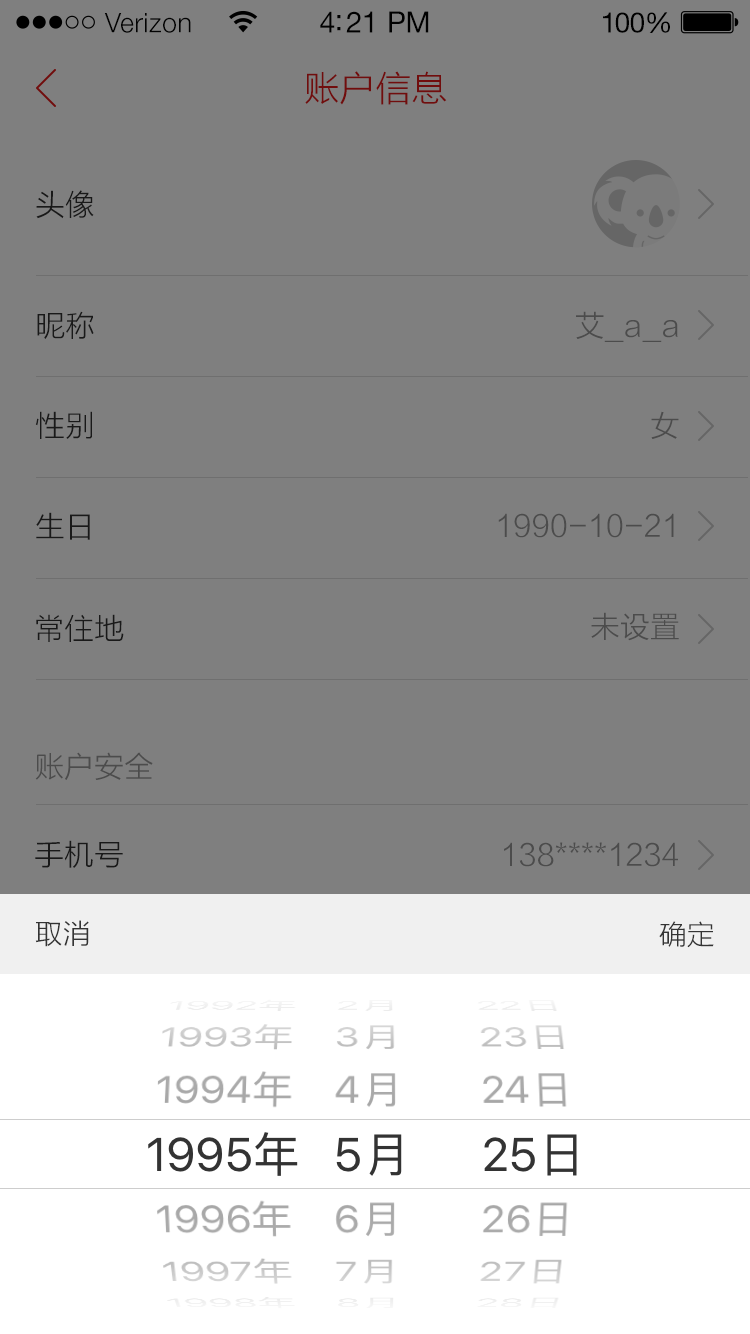 Verizon 4:21 PM 100%
账户信息
头像
昵称 艾_a_a
性别 女
生日 1990-10-21
常住地 未设置
账户安全
手机号 138****1234
取消 确定
1992年 2月 22日
1993年 3月 23日
1994年 4月 24日
1995年 5月 25日
1996年 6月 26日
1997年 7月 27日
1998年 8月 28日